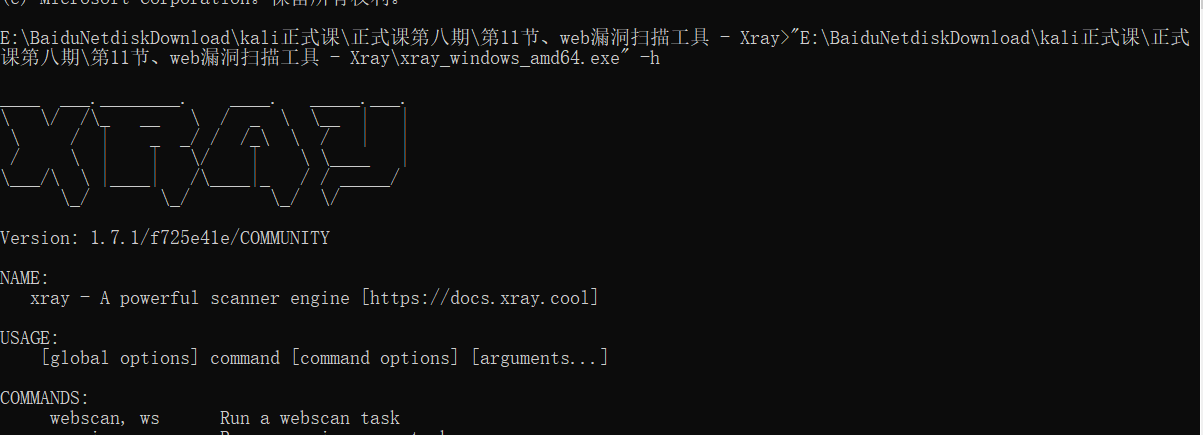 E:\BaiduNetdiskDownload\kali正式课\正式课第八期\第11节、web漏洞扫描工具 - Xray>"E:\BaiduNetdiskDownload\kali正式课\正式
课第八期\第11节、web漏洞扫描工具 - Xray\xray_windows_amd64.exe" -h
XRAY
Version: 1.7.1/f725e41e/COMMUNITY
NAME:
xray - A powerful scanner engine [https://docs.xray.cool]
USAGE:
[global options] command [command options] [arguments...]
COMMANDS:
webscan, ws Run a webscan task